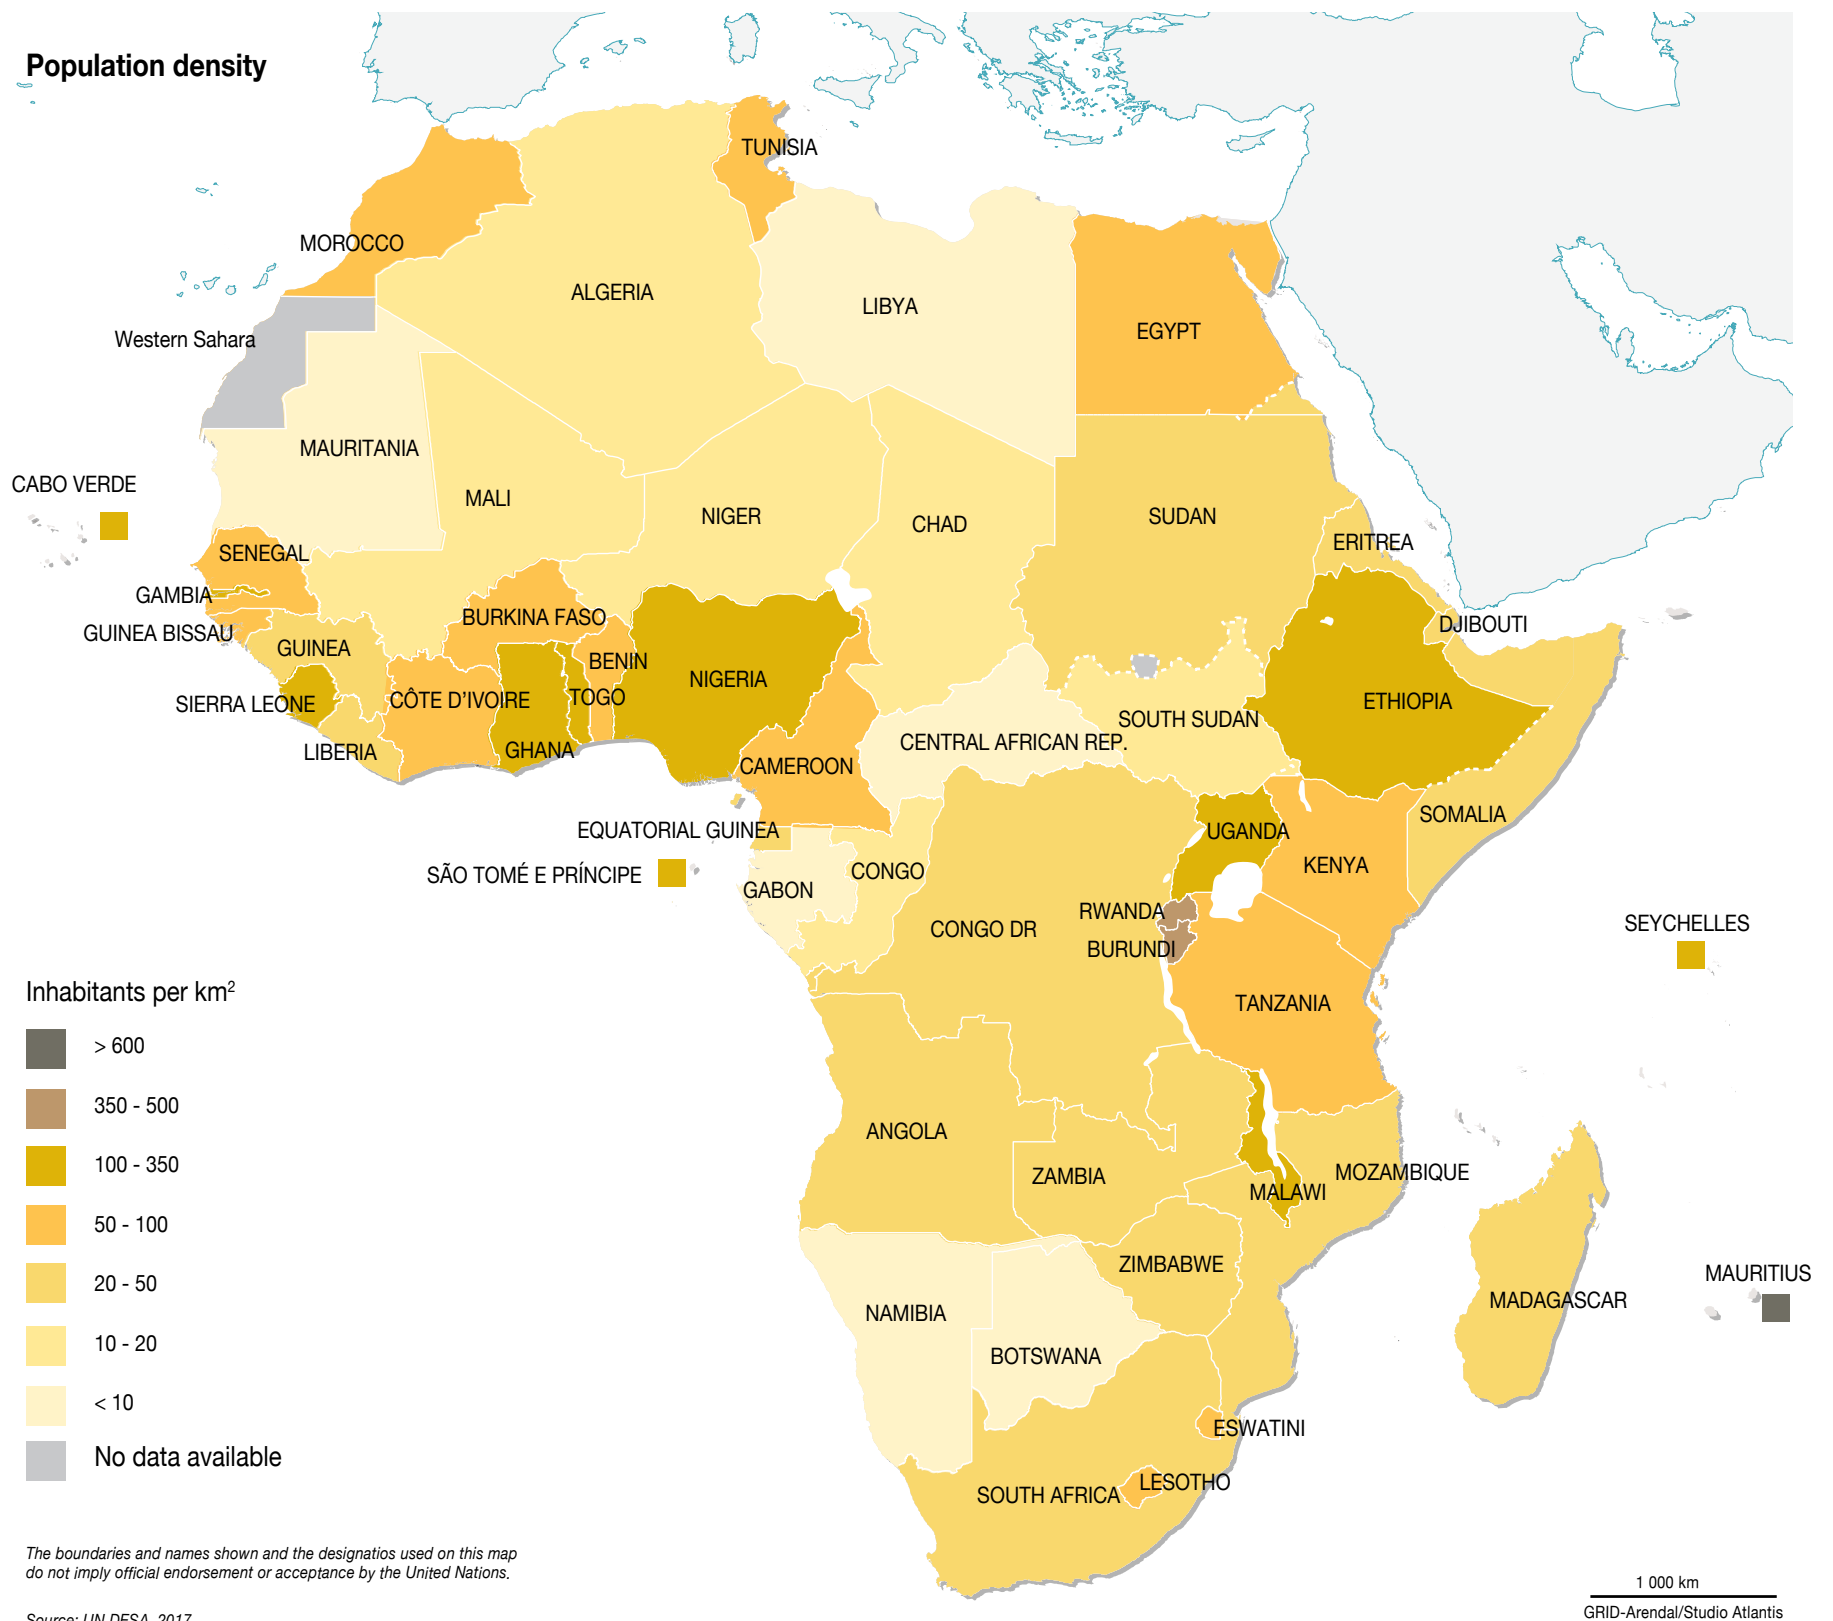 Population density
TUNISIA
MOROCCO
ALGERIA
LIBYA
EGYPT
Western Sahara
MAURITANIA
CABO VERDE
MALI
NIGER
CHAD
SUDAN
ERITREA
SENEGAL
GAMBIA
BURKINA FASO
DJIBOUTI
GUINEA BISSAU
GUINEA
BENIN
NIGERIA
ETHIOPIA
SIERRA LEONE
CÔTE D'IVOIRE
TOGO
SOUTH SUDAN
LIBERIA
GHANA
CENTRAL AFRICAN REP.
CAMEROON
SOMALIA
EQUATORIAL GUINEA
UGANDA
KENYA
SÃO TOMÉ E PRÍNCIPE
GABON
CONGO
RWANDA
CONGO DR
BURUNDI
SEYCHELLES
TANZANIA
Inhabitants per km²
> 600
350 - 500
100 - 350
50 - 100
20 - 50
10 - 20
< 10
No data available
ANGOLA
ZAMBIA
MALAWI
MOZAMBIQUE
ZIMBABWE
MAURITIUS
MADAGASCAR
NAMIBIA
BOTSWANA
ESWATINI
LESOTHO
SOUTH AFRICA
The boundaries and names shown and the designatios used on this map
do not imply official endorsement or acceptance by the United Nations.
Source: UN DESA, 2017
1 000 km
GRID-Arendal/Studio Atlantis